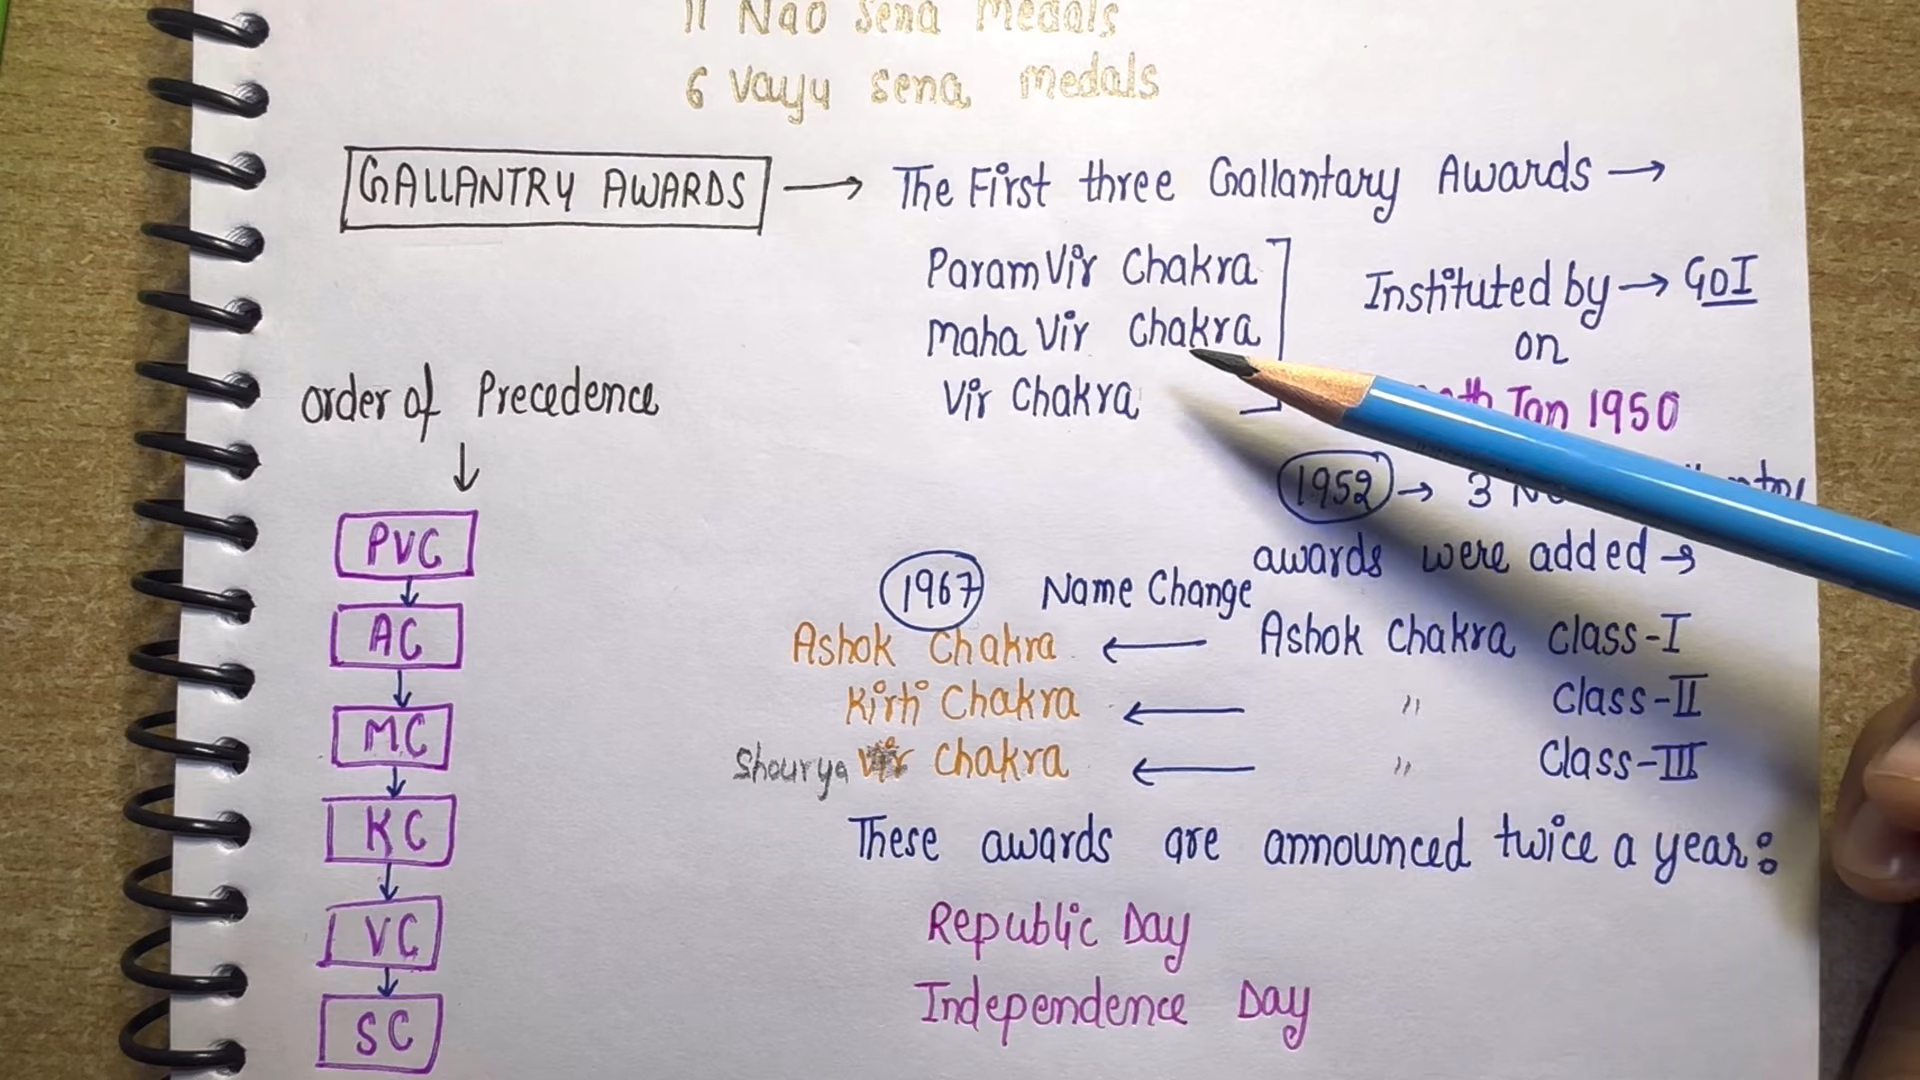 11 Nao Sena Medals
6 Vayu Sena Medals
GALLANTRY AWARDS → The First three Gallantary Awards →
Param Vir Chakra
Maha Vir Chakra
Vir Chakra
Instituted by → GOI
on
Jan 1950
1952 → 3
awards were added →
1967 Name Change
Ashok Chakra ← Ashok Chakra Class-I
Kirti Chakra ← " Class-II
Shourya Chakra ← " Class-III
These awards are announced twice a year:
Republic Day
Independence Day
Order of Precedence
↓
PVC
AC
MC
KC
VC
SC